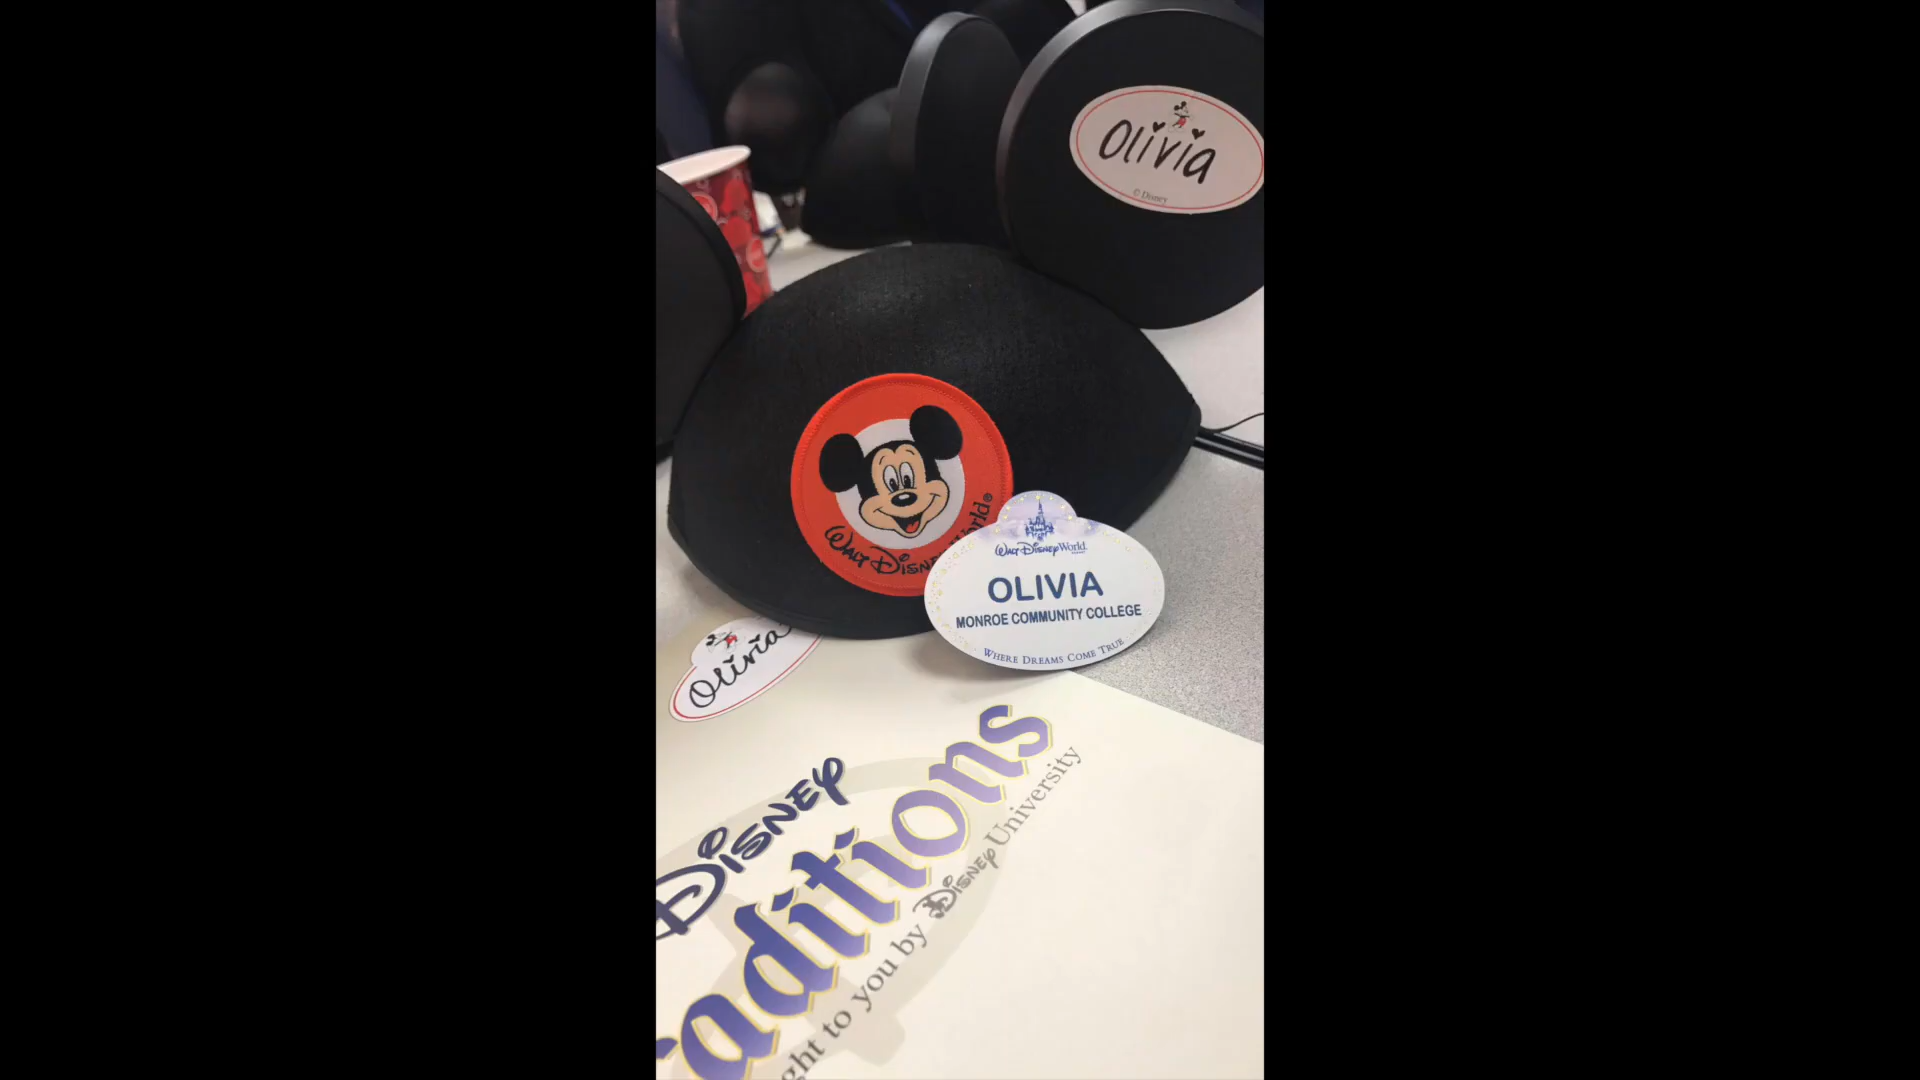 Olivia
© Disney
WALT DISNEY World®
WALT DISNEY World
OLIVIA
MONROE COMMUNITY COLLEGE
WHERE DREAMS COME TRUE
Olivia
DISNEY
raditions
ght to you by DISNEY University